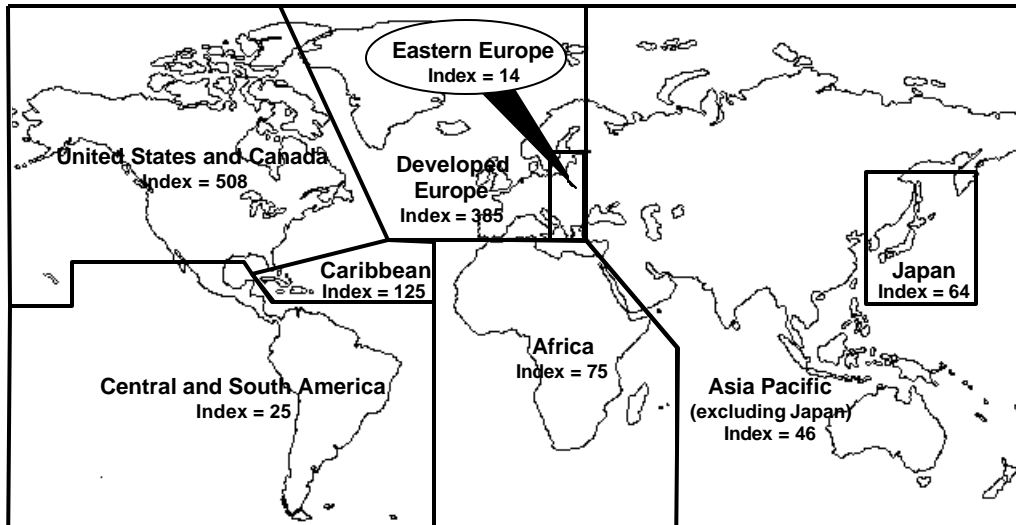 Eastern Europe
Index = 14
United States and Canada
Index = 508
Developed
Europe
Index = 385
Caribbean
Index = 125
Japan
Index = 64
Africa
Index = 75
Central and South America
Index = 25
Asia Pacific
(excluding Japan)
Index = 46